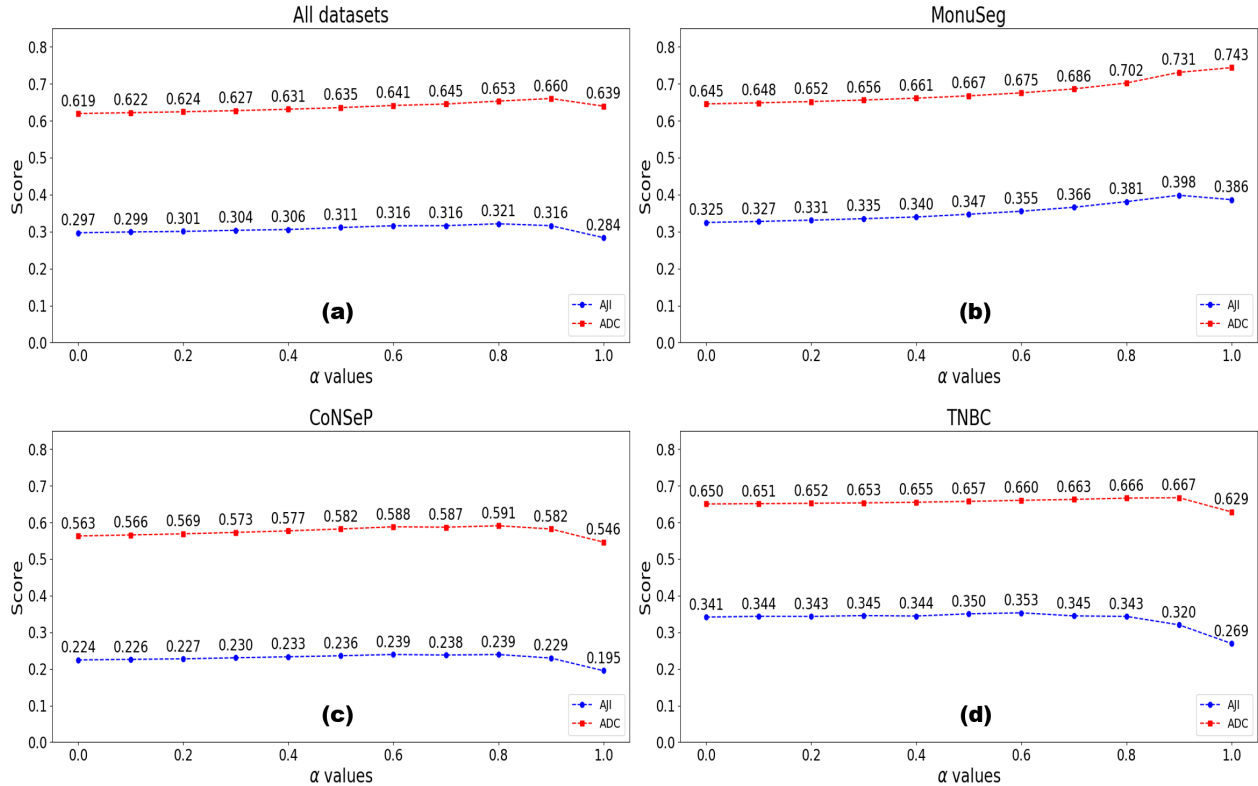 All datasets
0.8
0.7
0.6
0.5
0.4
0.3
0.2
0.1
0.0
Score
0.619 0.622 0.624 0.627 0.631 0.635 0.641 0.645 0.653 0.660 0.639
0.297 0.299 0.301 0.304 0.306 0.311 0.316 0.316 0.321 0.316 0.284
(a)
AJI
ADC
0.0 0.2 0.4 0.6 0.8 1.0
α values
MonuSeg
0.8
0.7
0.6
0.5
0.4
0.3
0.2
0.1
0.0
Score
0.645 0.648 0.652 0.656 0.661 0.667 0.675 0.686 0.702 0.731 0.743
0.325 0.327 0.331 0.335 0.340 0.347 0.355 0.366 0.381 0.398 0.386
(b)
AJI
ADC
0.0 0.2 0.4 0.6 0.8 1.0
α values
CoNSeP
0.8
0.7
0.6
0.5
0.4
0.3
0.2
0.1
0.0
Score
0.563 0.566 0.569 0.573 0.577 0.582 0.588 0.587 0.591 0.582 0.546
0.224 0.226 0.227 0.230 0.233 0.236 0.239 0.238 0.239 0.229 0.195
(c)
AJI
ADC
0.0 0.2 0.4 0.6 0.8 1.0
α values
TNBC
0.8
0.7
0.6
0.5
0.4
0.3
0.2
0.1
0.0
Score
0.650 0.651 0.652 0.653 0.655 0.657 0.660 0.663 0.666 0.667 0.629
0.341 0.344 0.343 0.345 0.344 0.350 0.353 0.345 0.343 0.320 0.269
(d)
AJI
ADC
0.0 0.2 0.4 0.6 0.8 1.0
α values